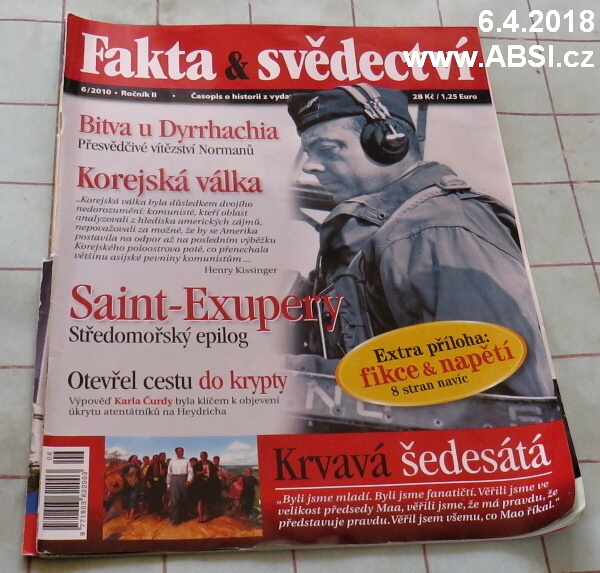 6.4.2018
www.ABSI.cz
Fakta & svědectví
6/2010 • Ročník II • Časopis o historii z
28 Kč / 1,25 Euro
Bitva u Dyrrhachia
Přesvědčivé vítězství Normanů
Korejská válka
„Korejská válka byla důsledkem dvojího
nedorozumění: komunisté, kteří oblast
analyzovali z hlediska amerických zájmů,
nepovažovali za možné, že by se Amerika
postavila na odpor až na posledním výběžku
Korejského poloostrova poté, co přenechala
většinu asijské pevniny komunistům ...
Henry Kissinger
Saint-Exupery
Středomořský epilog
Extra příloha:
fikce & napětí
8 stran navíc
Otevřel cestu do krypty
Výpověď Karla Čurdy byla klíčem k objevení
úkrytu atentátníků na Heydricha
Krvavá šedesátá
„Byli jsme mladí. Byli jsme fanatičtí. Věřili jsme ve
velikost předsedy Maa, věřili jsme, že má pravdu, že
představuje pravdu. Věřil jsem všemu, co Mao říkal."
06
9 771803 622003